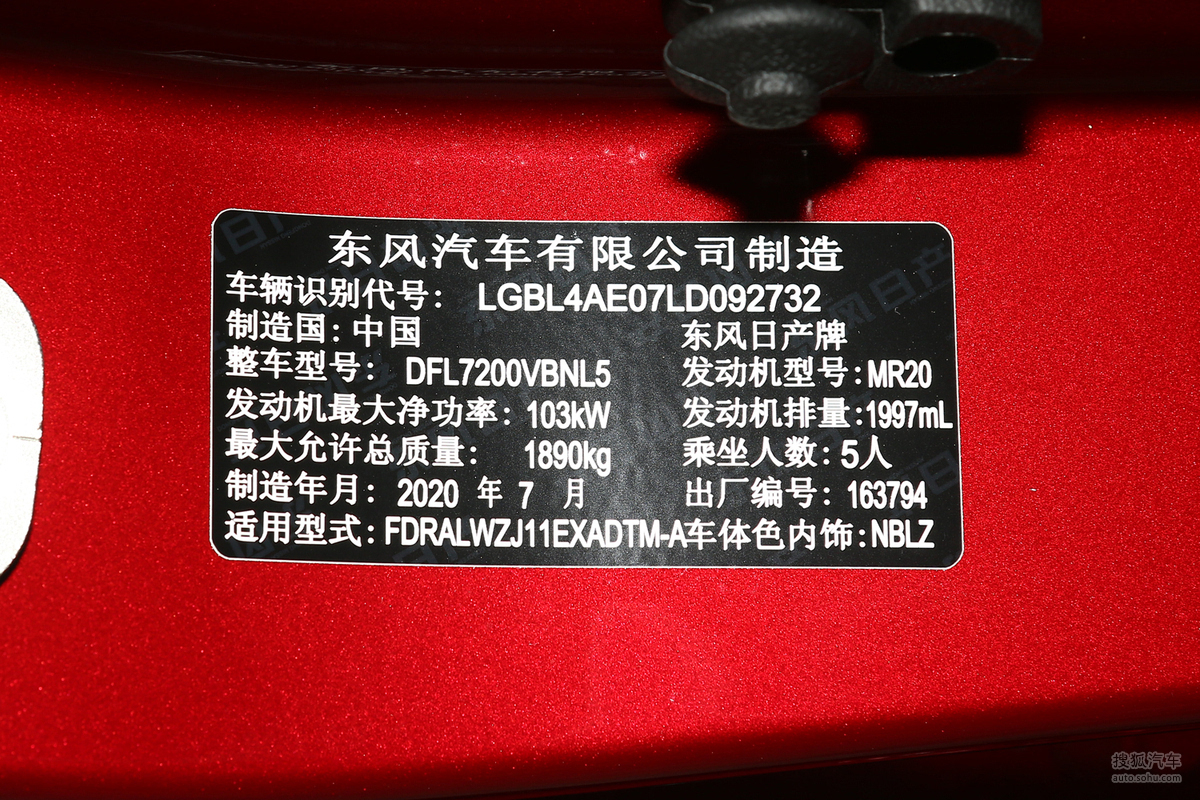 东风汽车有限公司制造
车辆识别代号： LGBL4AE07LD092732
制造国：中国 东风日产牌
整车型号： DFL7200VBNL5 发动机型号：MR20
发动机最大净功率：103kW 发动机排量：1997mL
最大允许总质量： 1890kg 乘坐人数：5人
制造年月： 2020 年 7 月 出厂编号： 163794
适用型式：FDRALWZJ11EXADTM-A车体色内饰：NBLZ
搜狐汽车
auto.sohu.com